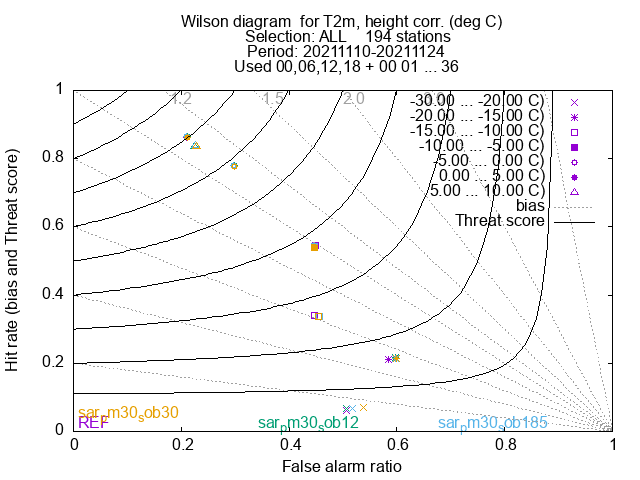 Wilson diagram  for T2m, height corr. (deg C)
Selection: ALL    194 stations
Period: 20211110-20211124
Used 00,06,12,18 + 00 01 ... 36
Hit rate (bias and Threat score)
1
0.8
0.6
0.4
0.2
0
1.2
1.5
2.0
-30.00 ... -20.00 C)
-20.00 ... -15.00 C)
-15.00 ... -10.00 C)
-10.00 ... -5.00 C)
-5.00 ... 0.00 C)
0.00 ... 5.00 C)
5.00 ... 10.00 C)
bias
Threat score
sar_pm30_sob30
REF
sar_pm30_sob12
sar_pm30_sob185
0
0.2
0.4
0.6
0.8
1
False alarm ratio